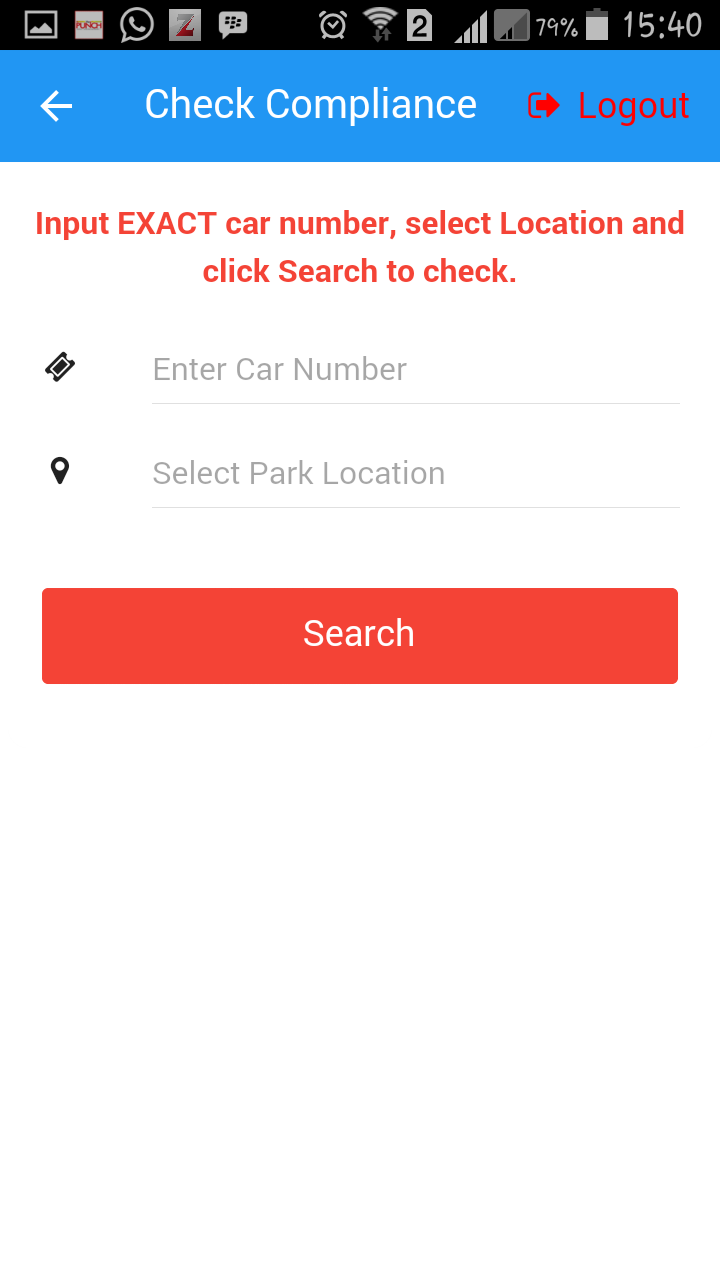 PUNCH Z 2 79% 15:40
Check Compliance Logout
Input EXACT car number, select Location and
click Search to check.
Enter Car Number
Select Park Location
Search